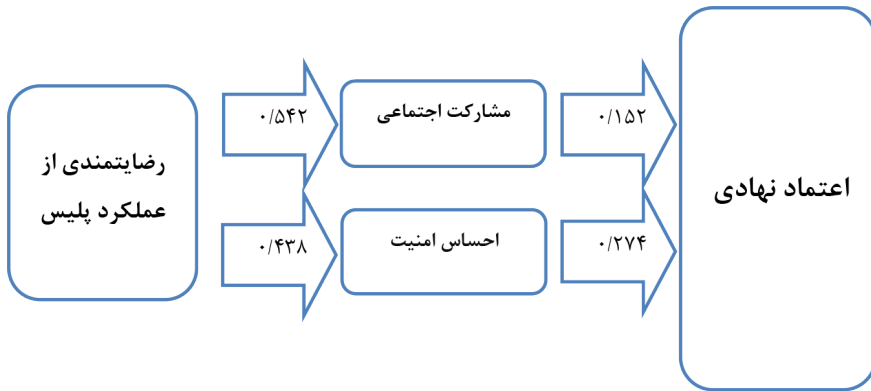 رضایتمندی از
عملکرد پلیس
۰/۵۴۲
مشارکت اجتماعی
۰/۱۵۲
۰/۴۳۸
احساس امنیت
۰/۲۷۴
اعتماد نهادی